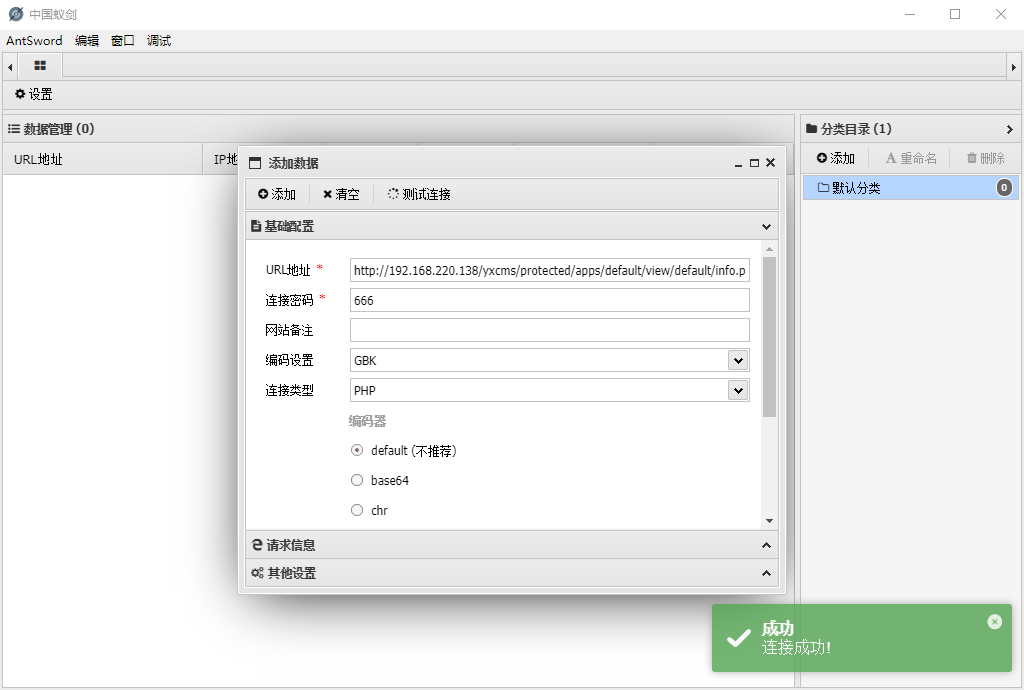 中国蚁剑
AntSword 编辑 窗口 调试
设置
数据管理 (0)
分类目录 (1)
URL地址 IP地
添加 重命名 删除
默认分类 0
添加数据
添加 清空 测试连接
基础配置
URL地址 * http://192.168.220.138/yxcms/protected/apps/default/view/default/info.p
连接密码 * 666
网站备注
编码设置 GBK
连接类型 PHP
编码器
default (不推荐)
base64
chr
请求信息
其他设置
成功
连接成功!